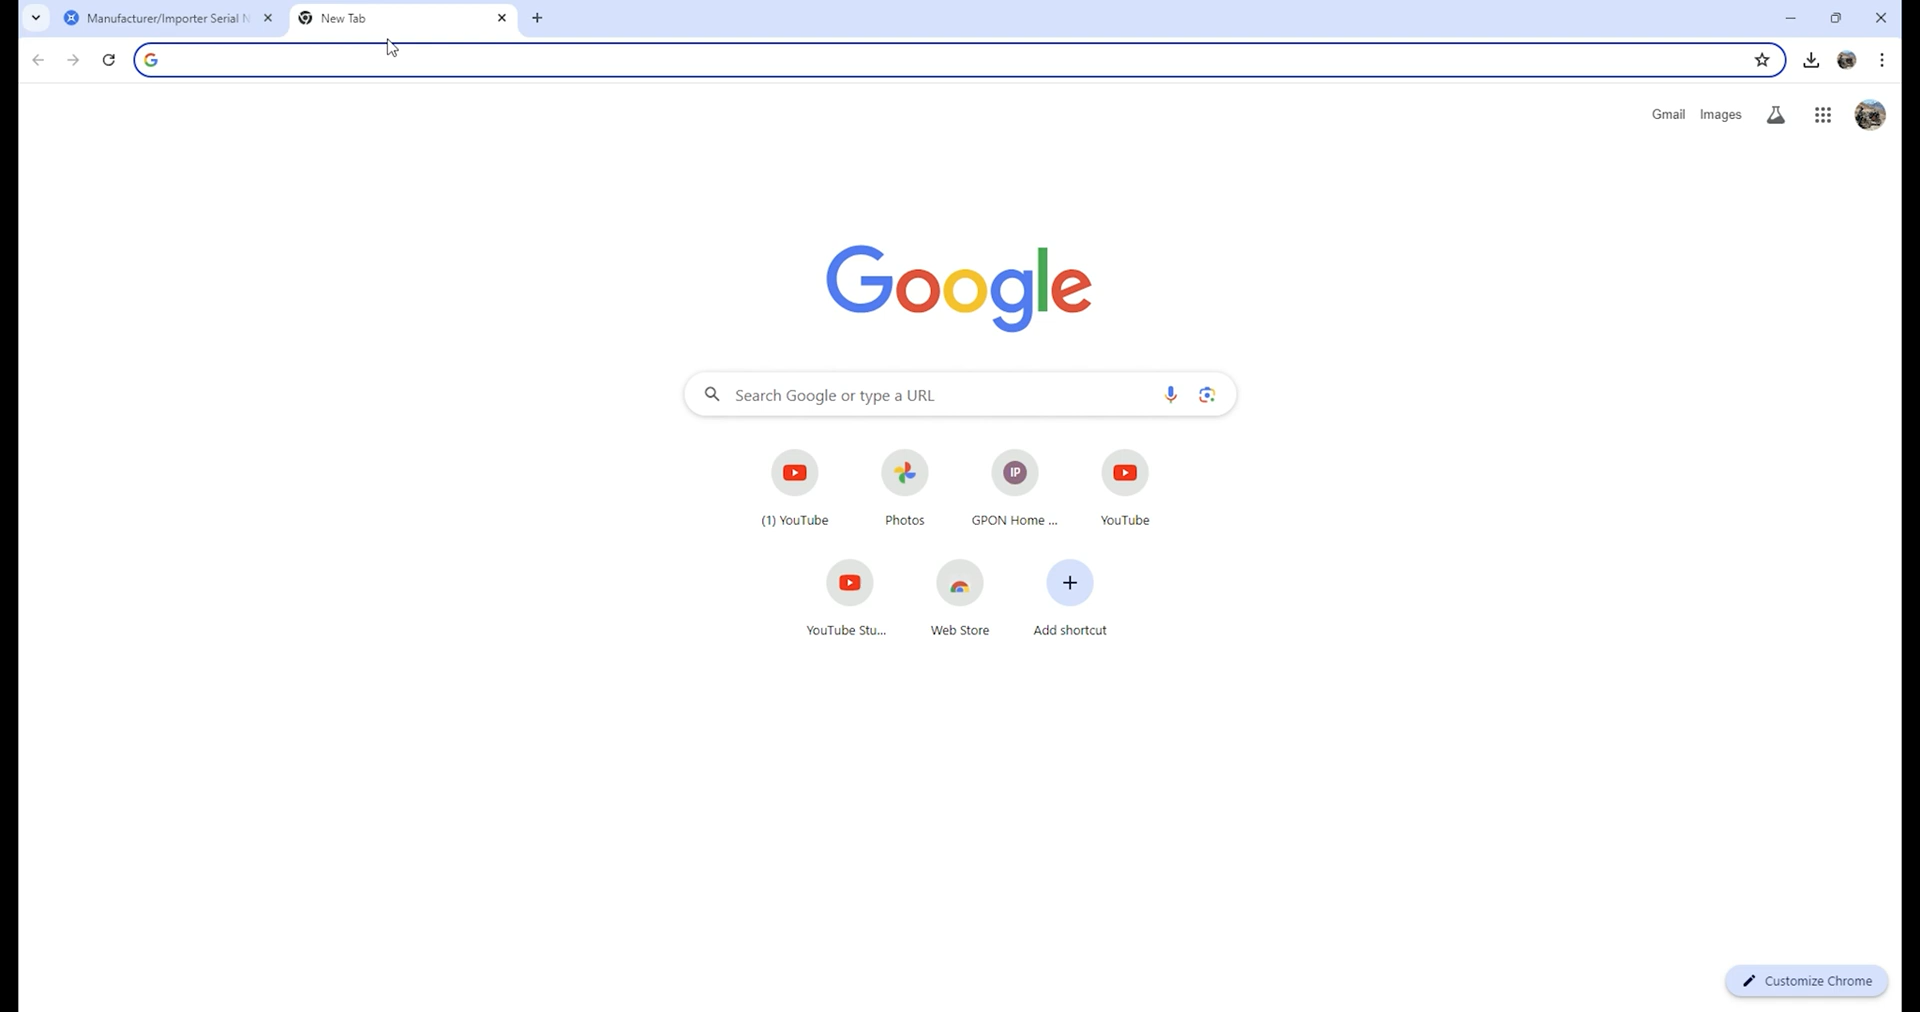 Manufacturer/Importer Serial N
New Tab
Gmail Images
Google
Search Google or type a URL
IP
(1) YouTube Photos GPON Home ... YouTube
YouTube Stu... Web Store Add shortcut
Customize Chrome